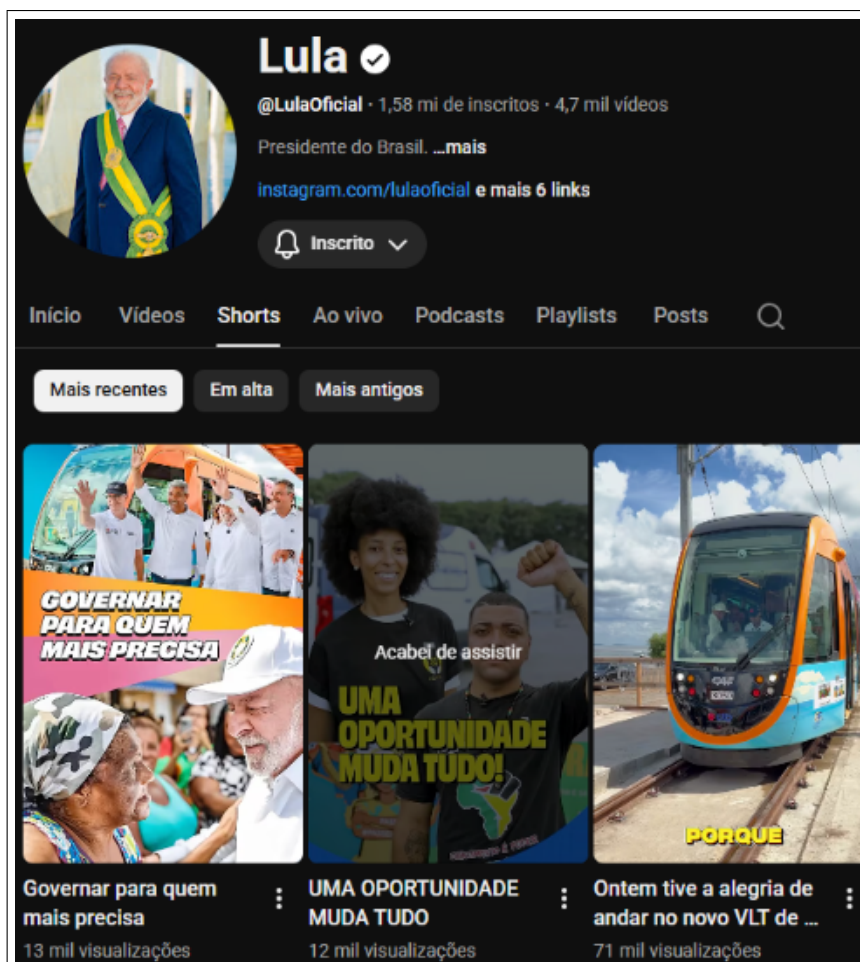 Lula
@LulaOficial · 1,58 mi de inscritos · 4,7 mil vídeos
Presidente do Brasil. ...mais
instagram.com/lulaoficial e mais 6 links
Inscrito
Início Vídeos Shorts Ao vivo Podcasts Playlists Posts
Mais recentes Em alta Mais antigos
GOVERNAR
PARA QUEM
MAIS PRECISA
Acabei de assistir
UMA
OPORTUNIDADE
MUDA TUDO!
PORQUE
Governar para quem
mais precisa
13 mil visualizações
UMA OPORTUNIDADE
MUDA TUDO
12 mil visualizações
Ontem tive a alegria de
andar no novo VLT de ...
71 mil visualizações